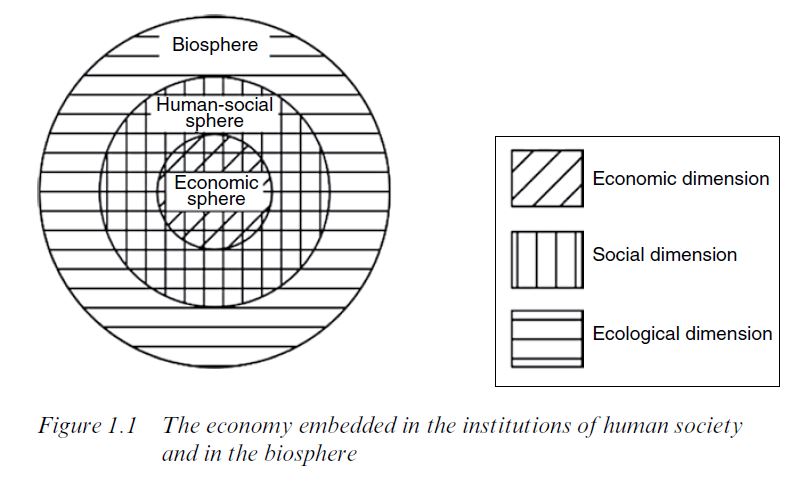 Biosphere
Human-social
sphere
Economic
sphere
Economic dimension
Social dimension
Ecological dimension
Figure 1.1 The economy embedded in the institutions of human society
and in the biosphere